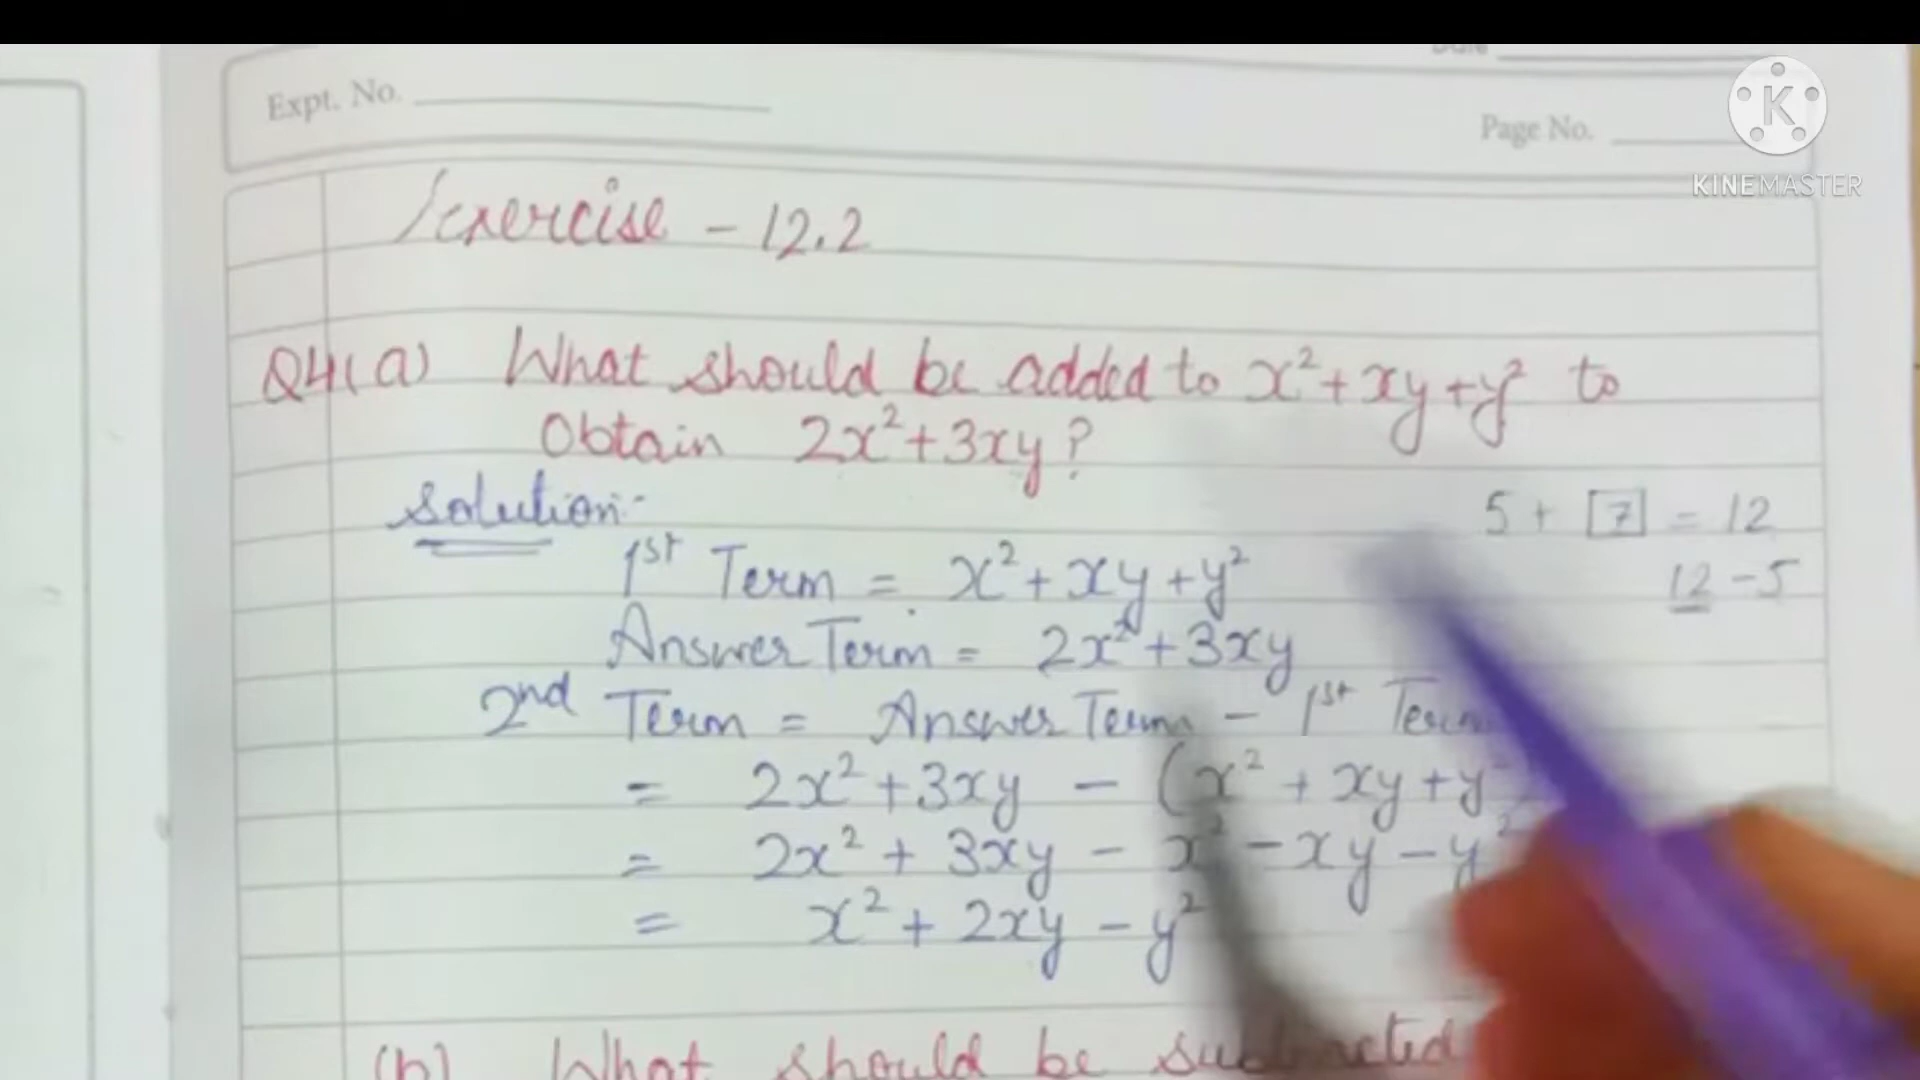 Date
Expt. No.
Page No.
KINEMASTER
Exercise - 12.2
Q4(a) What should be added to x²+xy+y² to
Obtain 2x²+3xy?
Solution:-
5 + 7 = 12
12 - 5
1st Term = x²+xy+y²
Answer Term = 2x²+3xy
2nd Term = Answer Term - 1st Term
= 2x²+3xy - (x² + xy+y²
= 2x² + 3xy - x² - xy - y²
= x² + 2xy - y²
(b) What should be subtracted